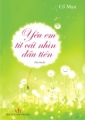 Cố Mạn
Yêu em
từ cái nhìn
đầu tiên